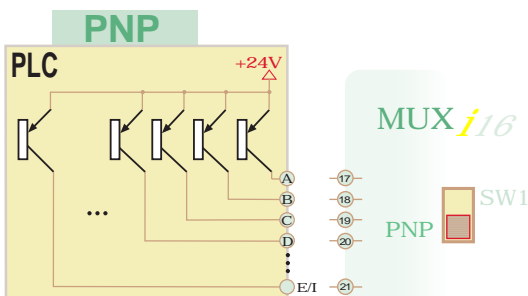 PNP
PLC
+24V
MUX i16
A 17
B 18
SW1
C 19
D 20
PNP
E/I 21